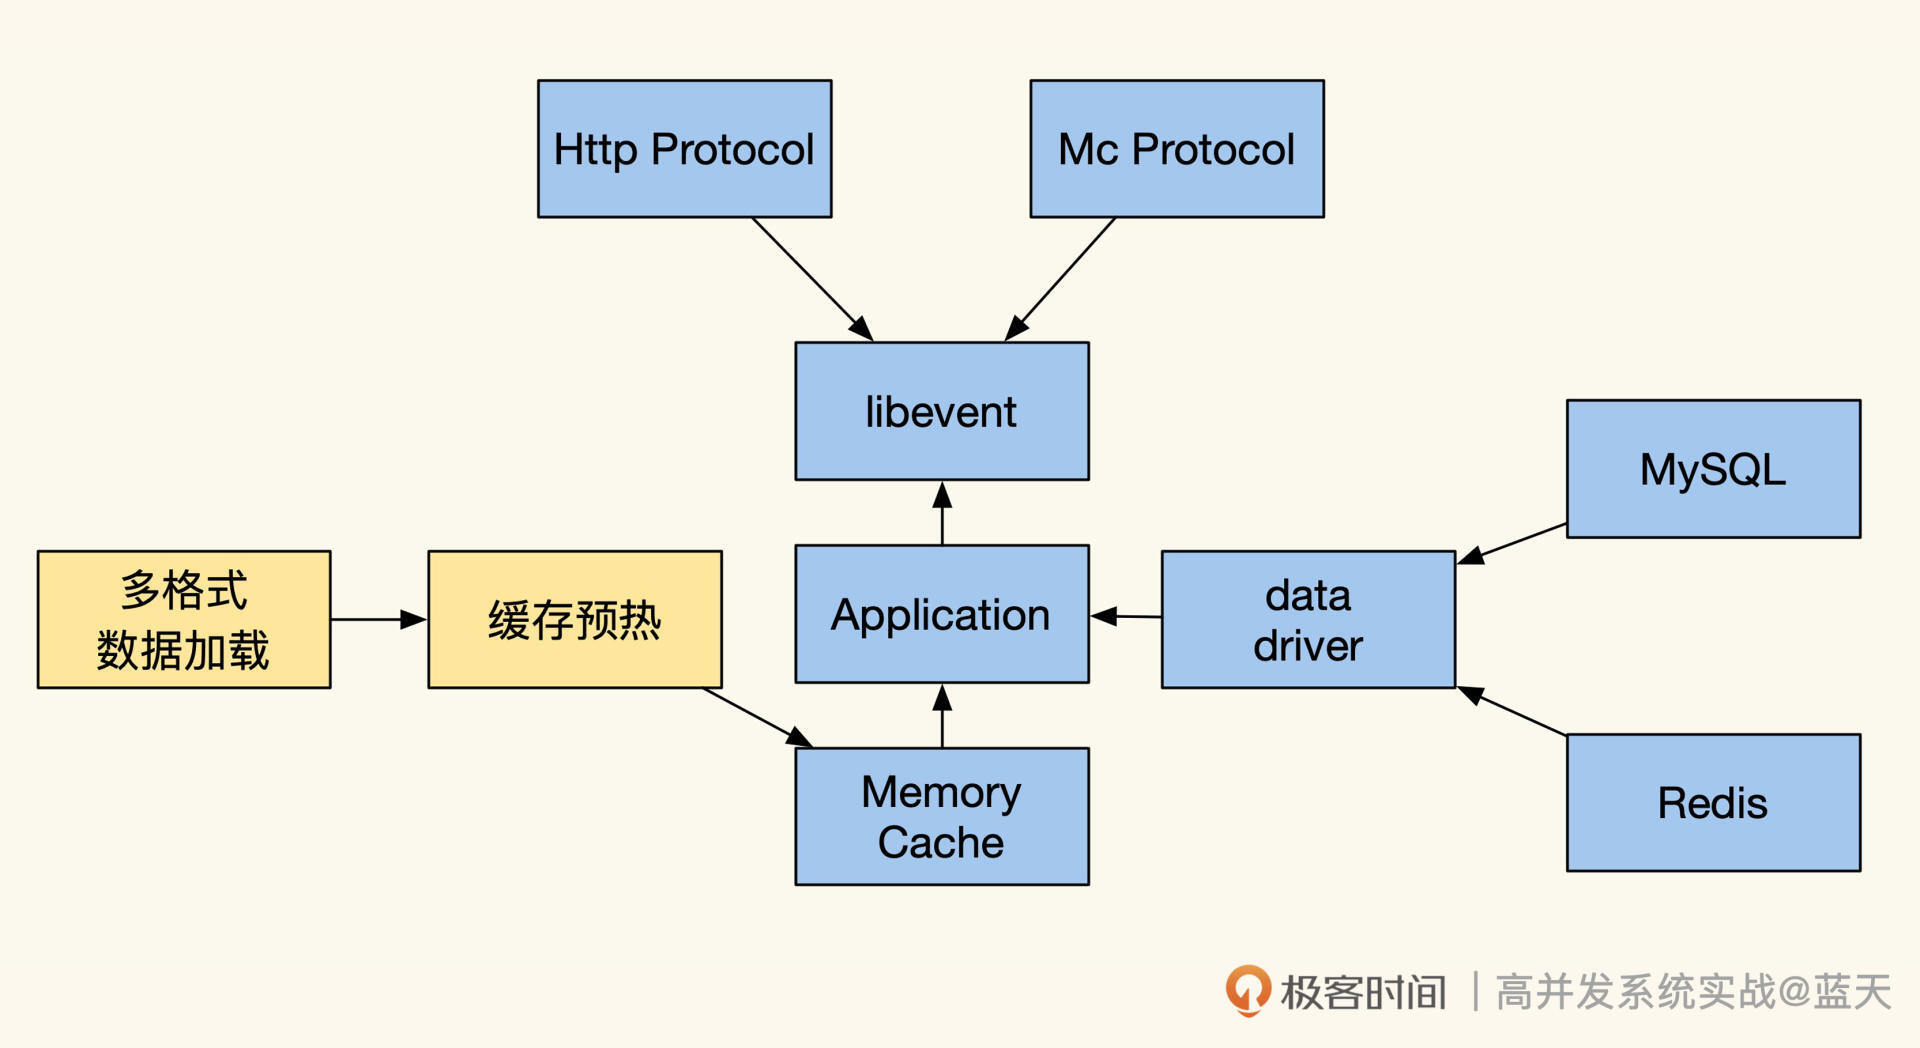 Http Protocol
Mc Protocol
libevent
MySQL
多格式
数据加载
缓存预热
Application
data
driver
Memory
Cache
Redis
极客时间 | 高并发系统实战@蓝天